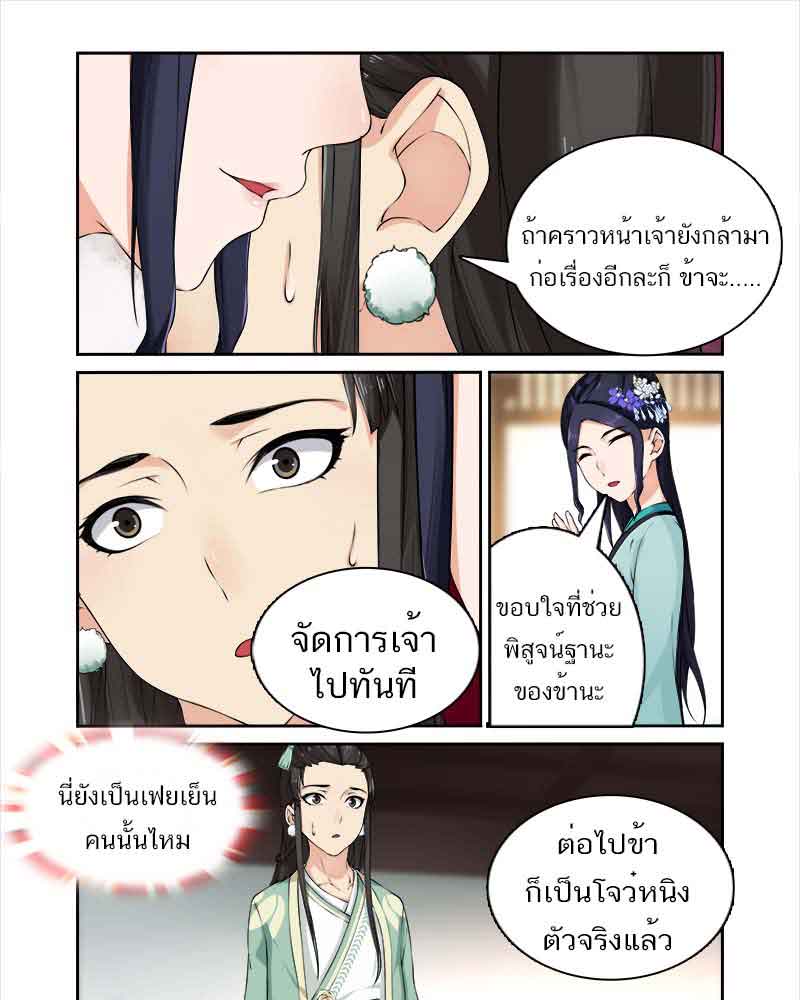 ถ้าคราวหน้าเจ้ายังกล้ามา
ก่อเรื่องอีกละก็ ข้าจะ.....
จัดการเจ้า
ไปทันที
ขอบใจที่ช่วย
พิสูจน์ฐานะ
ของข้านะ
นี่ยังเป็นเฟยเย็น
คนนั้นไหม
ต่อไปข้า
ก็เป็นโจว๋หนิง
ตัวจริงแล้ว